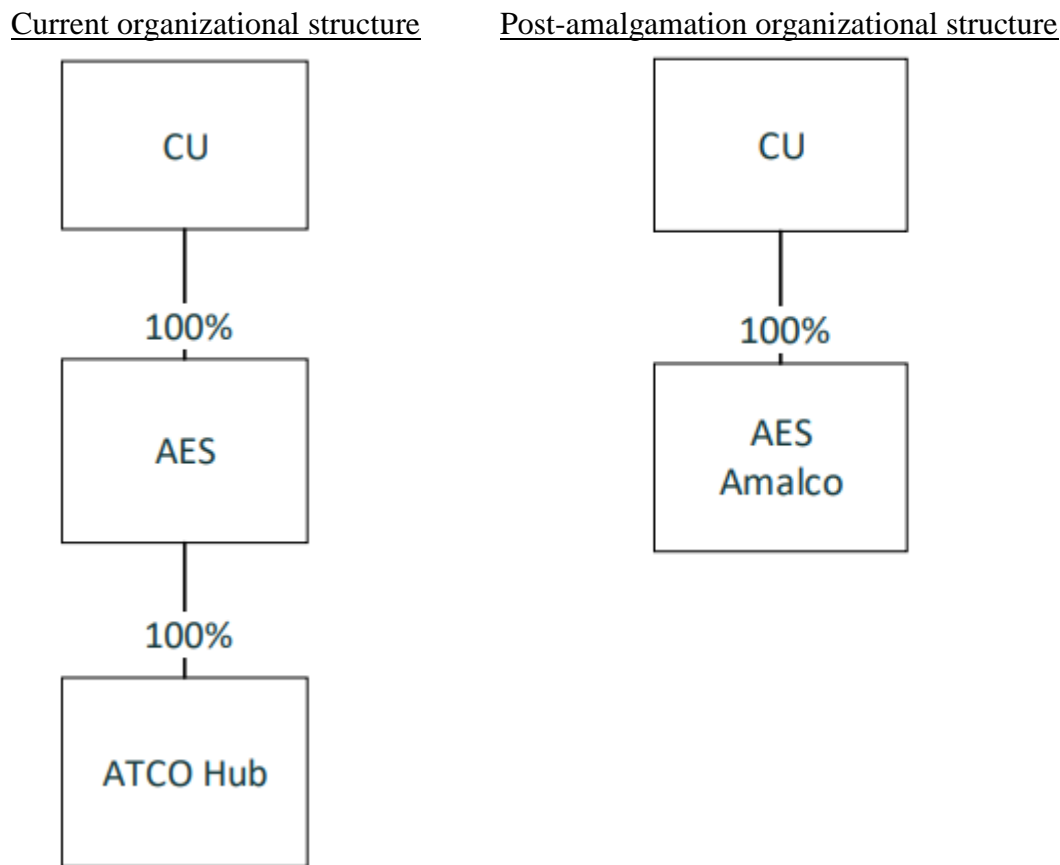 Current organizational structure
CU
100%
AES
100%
ATCO Hub
Post-amalgamation organizational structure
CU
100%
AES
Amalco